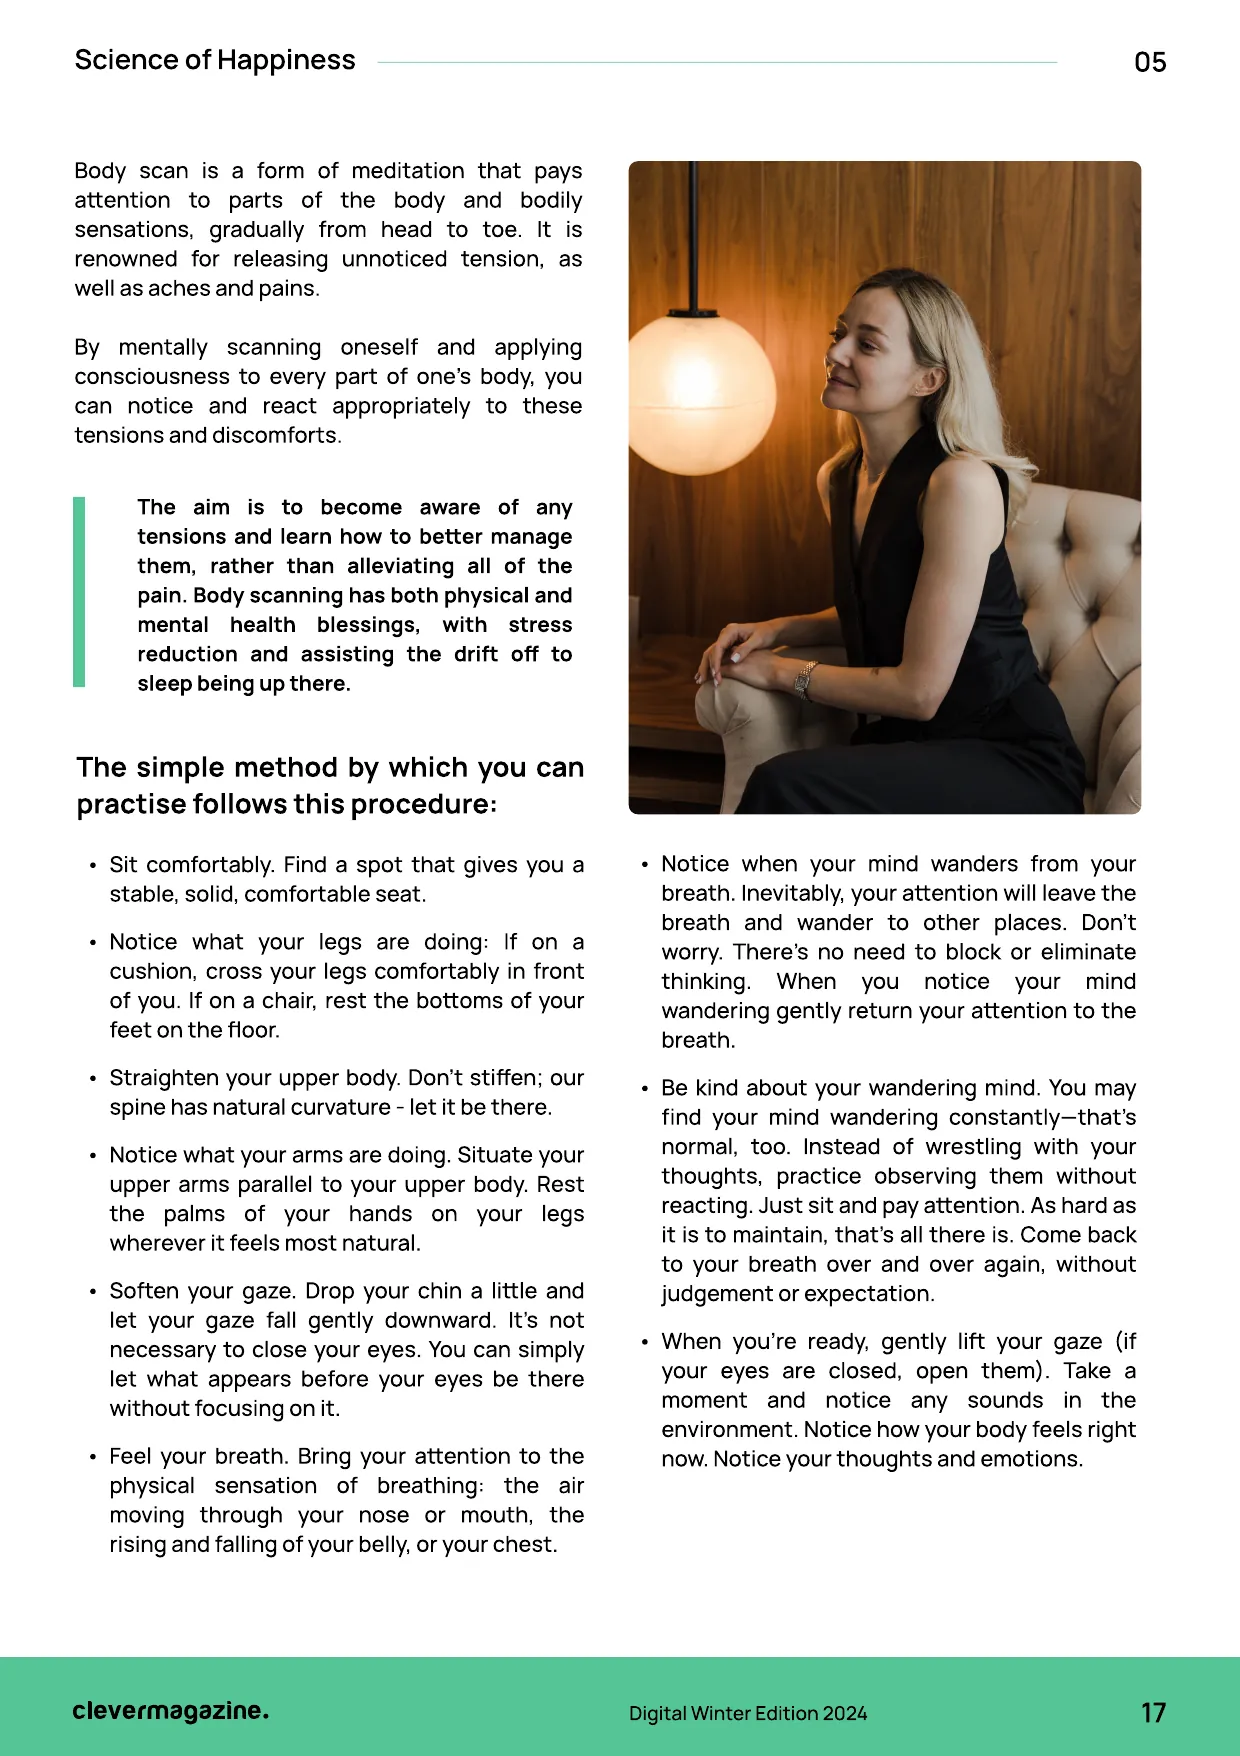 Science of Happiness
05
Body scan is a form of meditation that pays
attention to parts of the body and bodily
sensations, gradually from head to toe. It is
renowned for releasing unnoticed tension, as
well as aches and pains.
By mentally scanning oneself and applying
consciousness to every part of one's body, you
can notice and react appropriately to these
tensions and discomforts.
The aim is to become aware of any
tensions and learn how to better manage
them, rather than alleviating all of the
pain. Body scanning has both physical and
mental health blessings, with stress
reduction and assisting the drift off to
sleep being up there.
The simple method by which you can
practise follows this procedure:
• Sit comfortably. Find a spot that gives you a
stable, solid, comfortable seat.
• Notice what your legs are doing: If on a
cushion, cross your legs comfortably in front
of you. If on a chair, rest the bottoms of your
feet on the floor.
• Straighten your upper body. Don't stiffen; our
spine has natural curvature - let it be there.
• Notice what your arms are doing. Situate your
upper arms parallel to your upper body. Rest
the palms of your hands on your legs
wherever it feels most natural.
• Soften your gaze. Drop your chin a little and
let your gaze fall gently downward. It's not
necessary to close your eyes. You can simply
let what appears before your eyes be there
without focusing on it.
• Feel your breath. Bring your attention to the
physical sensation of breathing: the air
moving through your nose or mouth, the
rising and falling of your belly, or your chest.
• Notice when your mind wanders from your
breath. Inevitably, your attention will leave the
breath and wander to other places. Don't
worry. There's no need to block or eliminate
thinking. When you notice your mind
wandering gently return your attention to the
breath.
• Be kind about your wandering mind. You may
find your mind wandering constantly—that's
normal, too. Instead of wrestling with your
thoughts, practice observing them without
reacting. Just sit and pay attention. As hard as
it is to maintain, that's all there is. Come back
to your breath over and over again, without
judgement or expectation.
• When you're ready, gently lift your gaze (if
your eyes are closed, open them). Take a
moment and notice any sounds in the
environment. Notice how your body feels right
now. Notice your thoughts and emotions.
clevermagazine.
Digital Winter Edition 2024
17